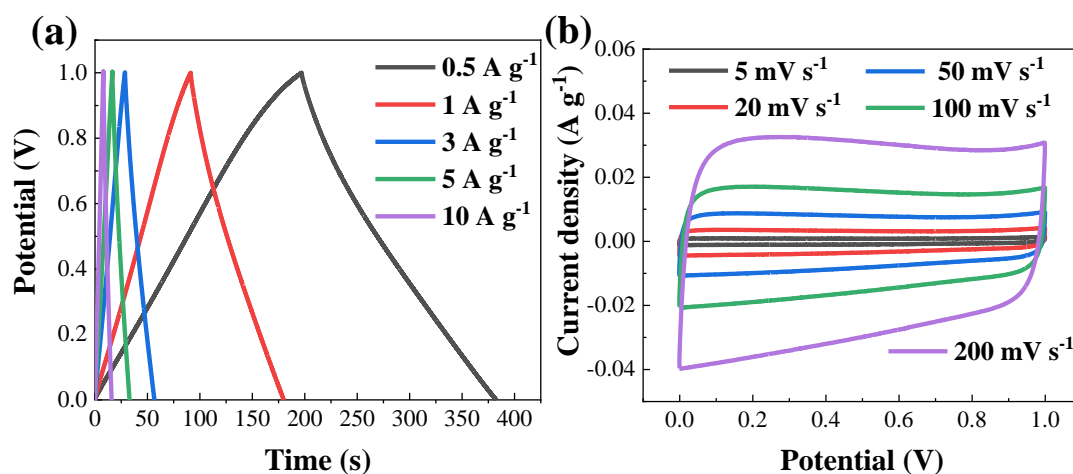 (a)
0.5 A g⁻¹
1 A g⁻¹
3 A g⁻¹
5 A g⁻¹
10 A g⁻¹
Potential (V)
1.0
0.8
0.6
0.4
0.2
0.0
0 50 100 150 200 250 300 350 400
Time (s)
(b)
5 mV s⁻¹
50 mV s⁻¹
20 mV s⁻¹
100 mV s⁻¹
200 mV s⁻¹
Current density (A g⁻¹)
0.06
0.04
0.02
0.00
-0.02
-0.04
0.0 0.2 0.4 0.6 0.8 1.0
Potential (V)